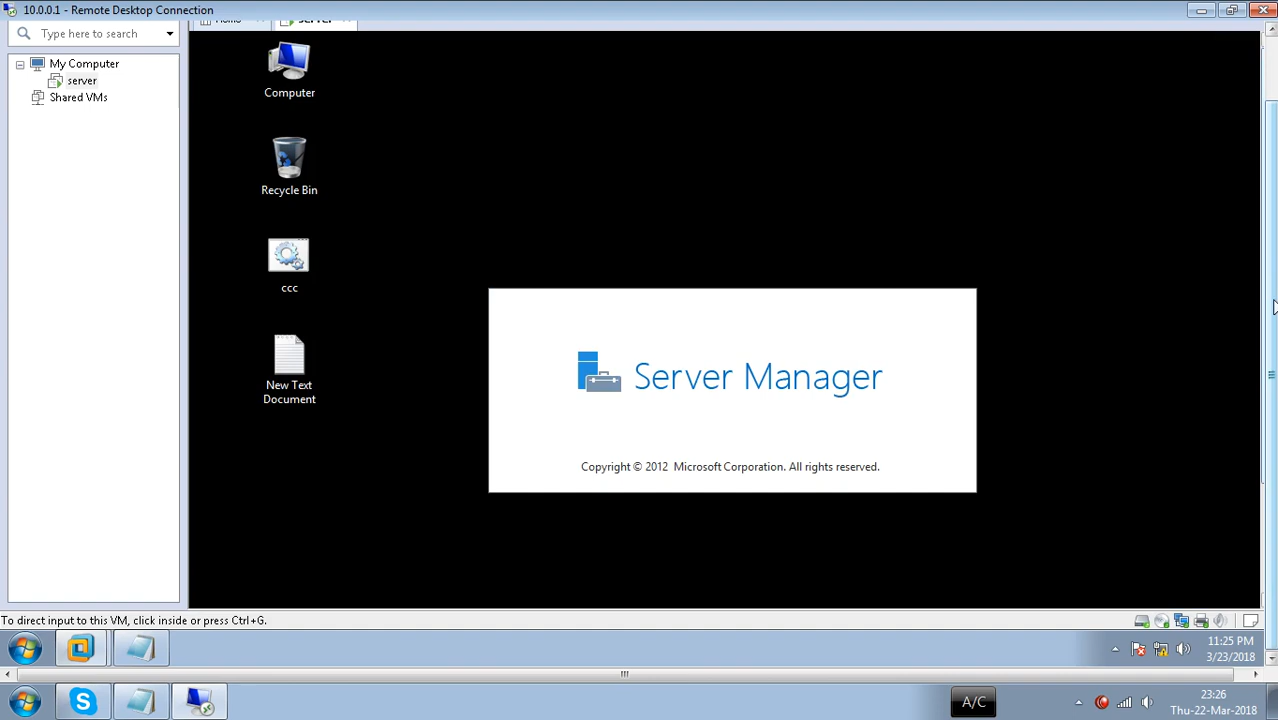 10.0.0.1 - Remote Desktop Connection
Type here to search
My Computer
server
Shared VMs
Computer
Recycle Bin
ccc
New Text
Document
Server Manager
Copyright © 2012 Microsoft Corporation. All rights reserved.
To direct input to this VM, click inside or press Ctrl+G.
11:25 PM
3/23/2018
A/C
23:26
Thu-22-Mar-2018